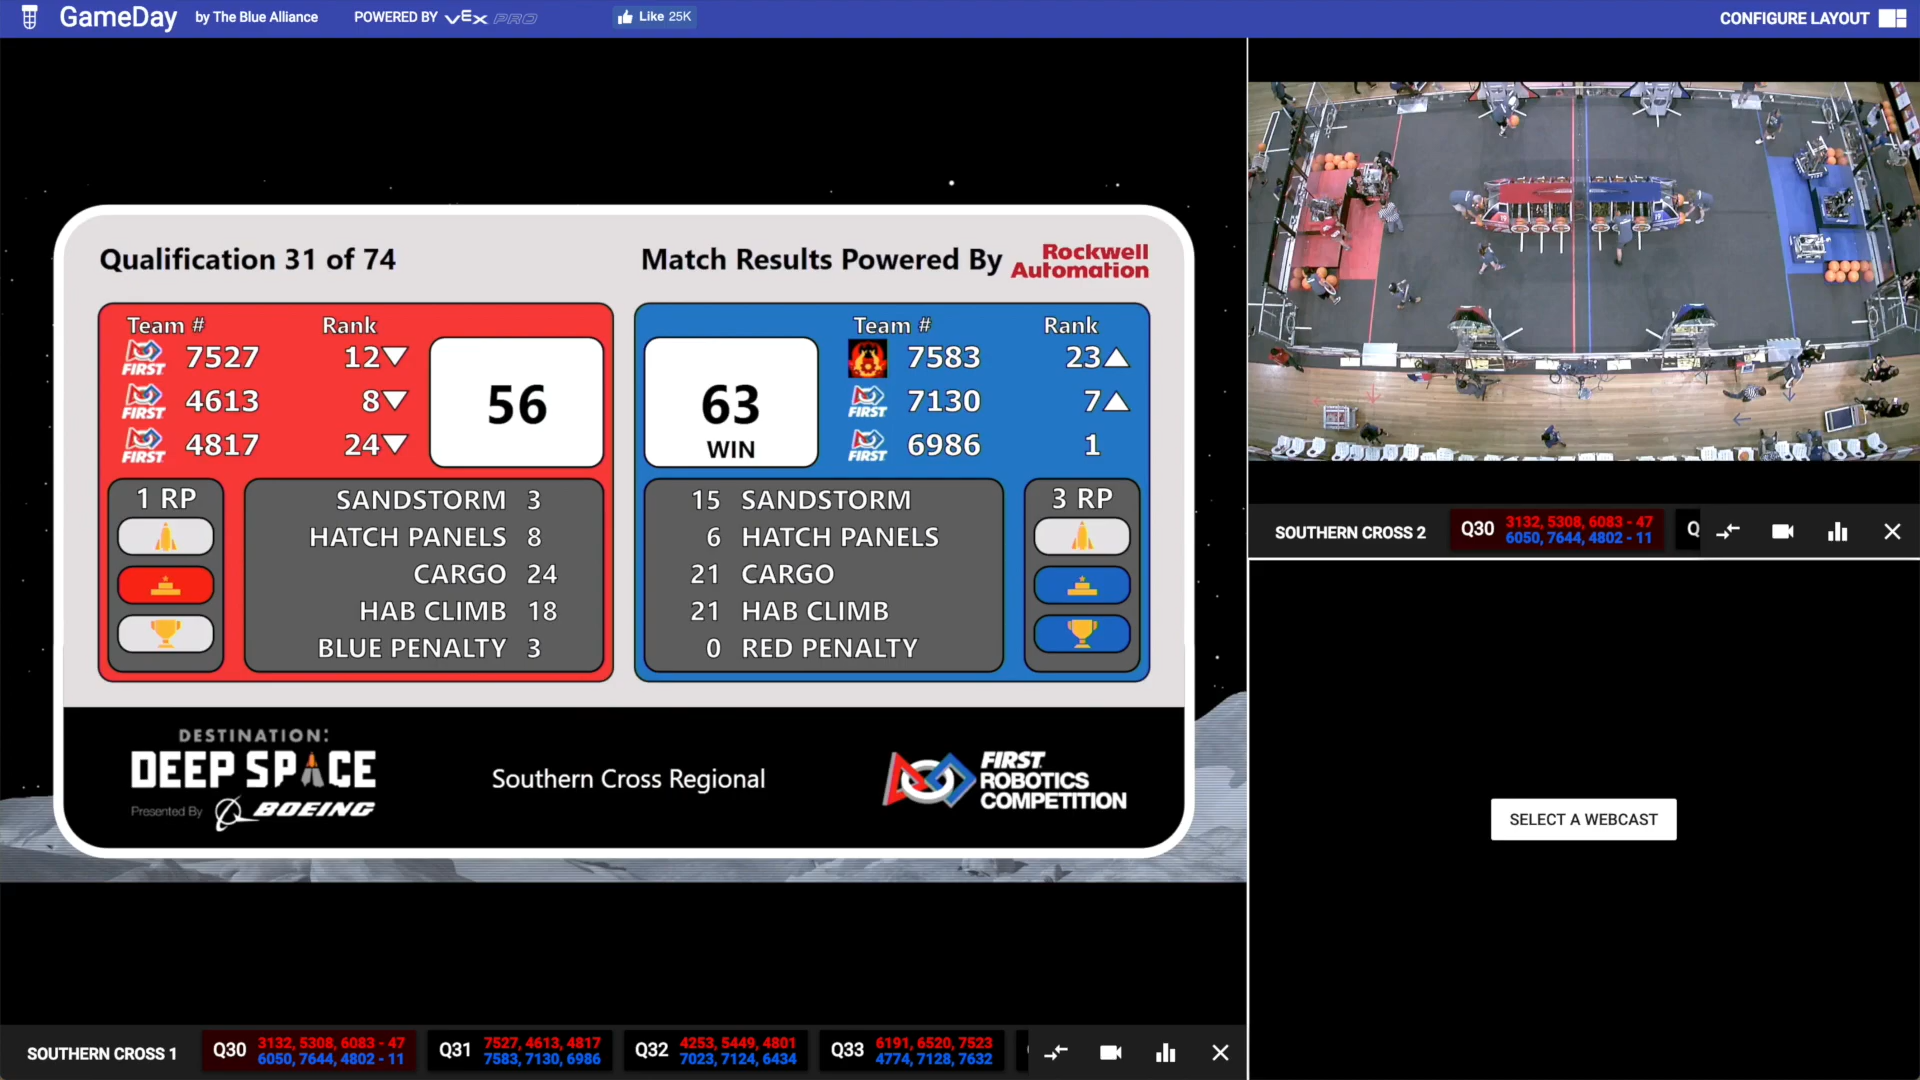 GameDay by The Blue Alliance POWERED BY VEX PRO Like 25K CONFIGURE LAYOUT
Qualification 31 of 74
Match Results Powered By Rockwell Automation
Team # Rank
FIRST 7527 12
FIRST 4613 8
FIRST 4817 24
56
Team # Rank
7583 23
FIRST 7130 7
FIRST 6986 1
63
WIN
1 RP
SANDSTORM 3
HATCH PANELS 8
CARGO 24
HAB CLIMB 18
BLUE PENALTY 3
15 SANDSTORM
6 HATCH PANELS
21 CARGO
21 HAB CLIMB
0 RED PENALTY
3 RP
DESTINATION:
DEEP SPACE
Presented By BOEING
Southern Cross Regional
FIRST
ROBOTICS
COMPETITION
SOUTHERN CROSS 2 Q30 3132, 5308, 6083 - 47
6050, 7644, 4802 - 11
Q
SELECT A WEBCAST
SOUTHERN CROSS 1
Q30 3132, 5308, 6083 - 47
6050, 7644, 4802 - 11
Q31 7527, 4613, 4817
7583, 7130, 6986
Q32 4253, 5449, 4801
7023, 7124, 6434
Q33 6191, 6520, 7523
4774, 7128, 7632